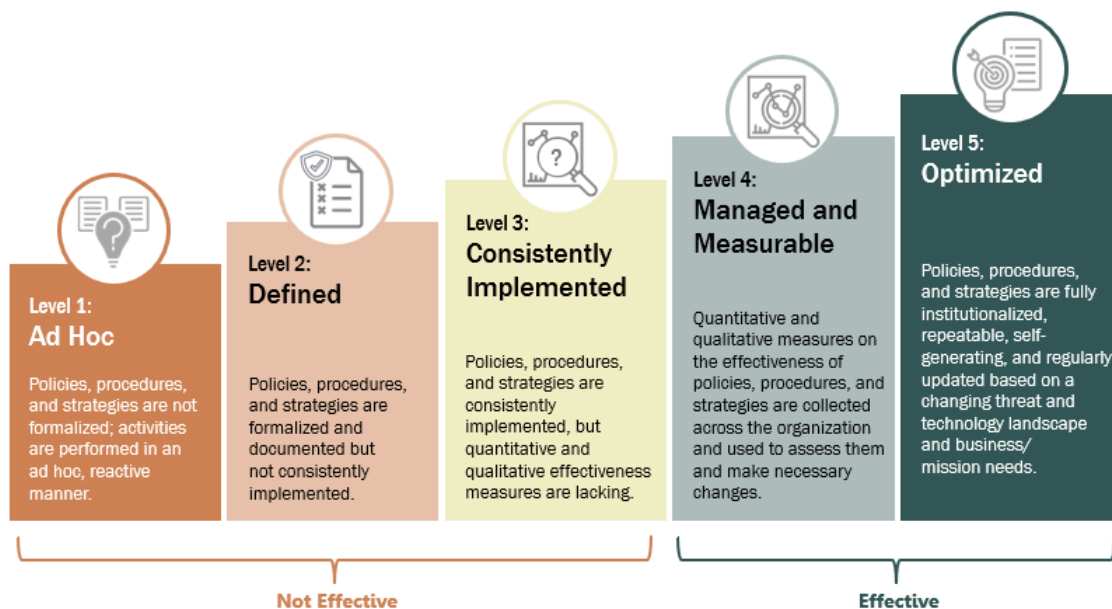 Level 1:
Ad Hoc
Policies, procedures,
and strategies are not
formalized; activities
are performed in an
ad hoc, reactive
manner.
Level 2:
Defined
Policies, procedures,
and strategies are
formalized and
documented but
not consistently
implemented.
?
Level 3:
Consistently
Implemented
Policies, procedures,
and strategies are
consistently
implemented, but
quantitative and
qualitative effectiveness
measures are lacking.
Level 4:
Managed and
Measurable
Quantitative and
qualitative measures on
the effectiveness of
policies, procedures, and
strategies are collected
across the organization
and used to assess them
and make necessary
changes.
Level 5:
Optimized
Policies, procedures,
and strategies are fully
institutionalized,
repeatable, self-
generating, and regularly
updated based on a
changing threat and
technology landscape
and business/
mission needs.
Not Effective
Effective